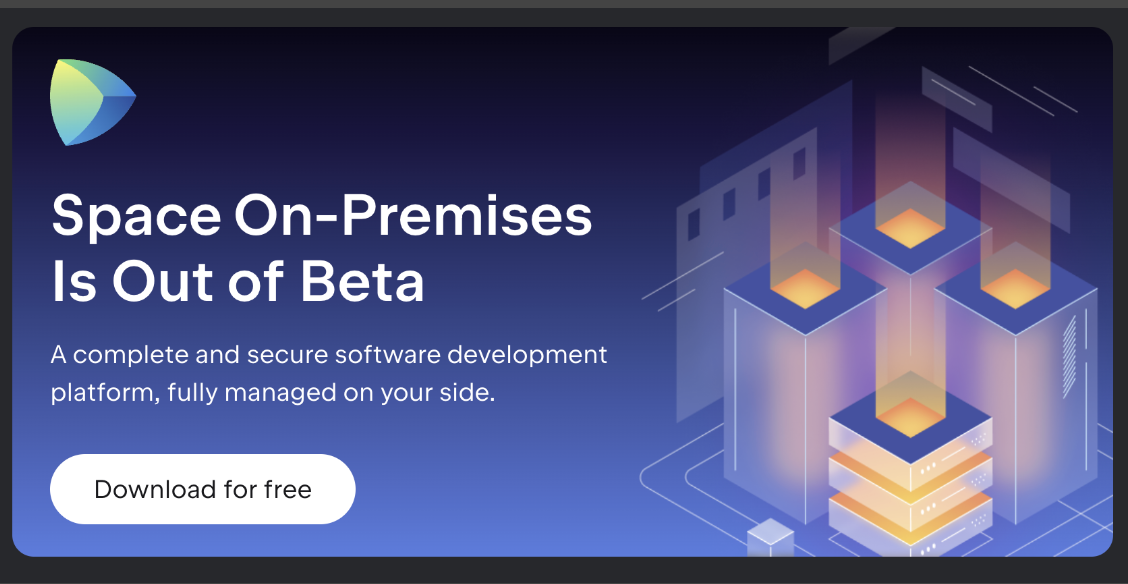 Space On-Premises
Is Out of Beta
A complete and secure software development
platform, fully managed on your side.
Download for free